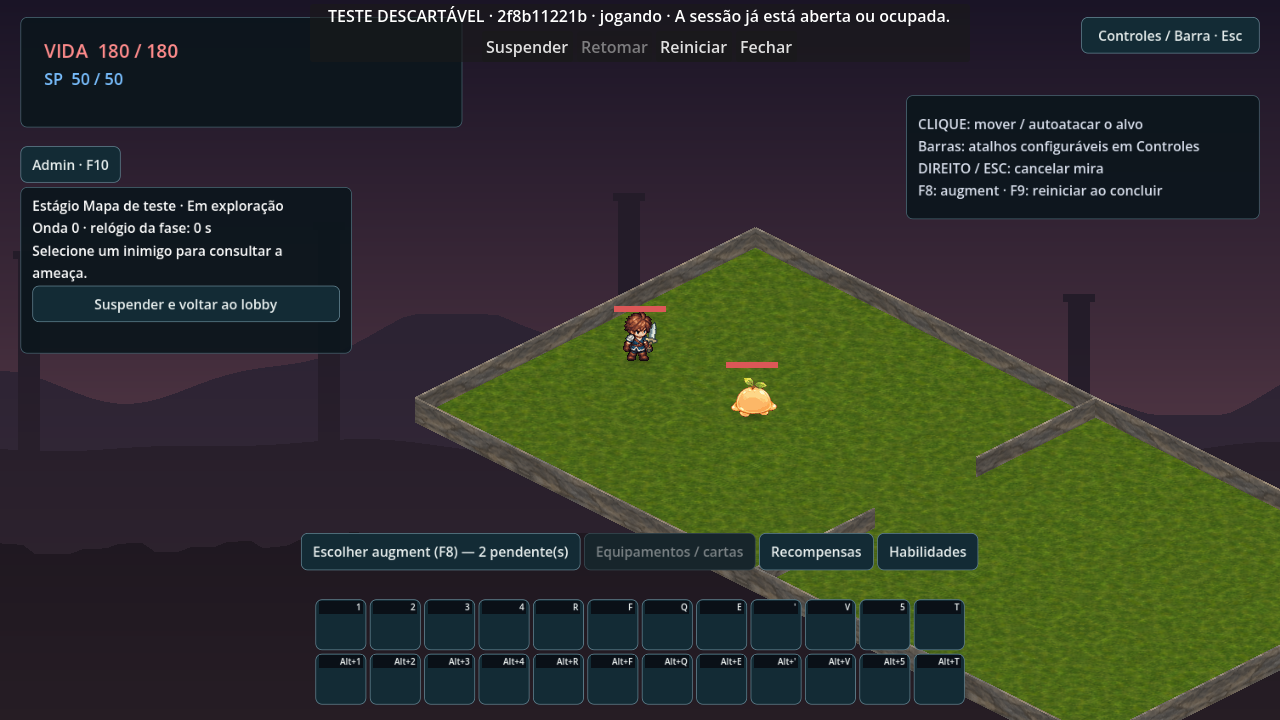 TESTE DESCARTÁVEL · 2f8b11221b · jogando · A sessão já está aberta ou ocupada.
Suspender Retomar Reiniciar Fechar
VIDA 180 / 180
SP 50 / 50
Controles / Barra · Esc
CLIQUE: mover / autoatacar o alvo
Barras: atalhos configuráveis em Controles
DIREITO / ESC: cancelar mira
F8: augment · F9: reiniciar ao concluir
Admin · F10
Estágio Mapa de teste · Em exploração
Onda 0 · relógio da fase: 0 s
Selecione um inimigo para consultar a
ameaça.
Suspender e voltar ao lobby
Escolher augment (F8) — 2 pendente(s) Equipamentos / cartas Recompensas Habilidades
1 2 3 4 R F Q E ' V 5 T
Alt+1 Alt+2 Alt+3 Alt+4 Alt+R Alt+F Alt+Q Alt+E Alt+' Alt+V Alt+5 Alt+T